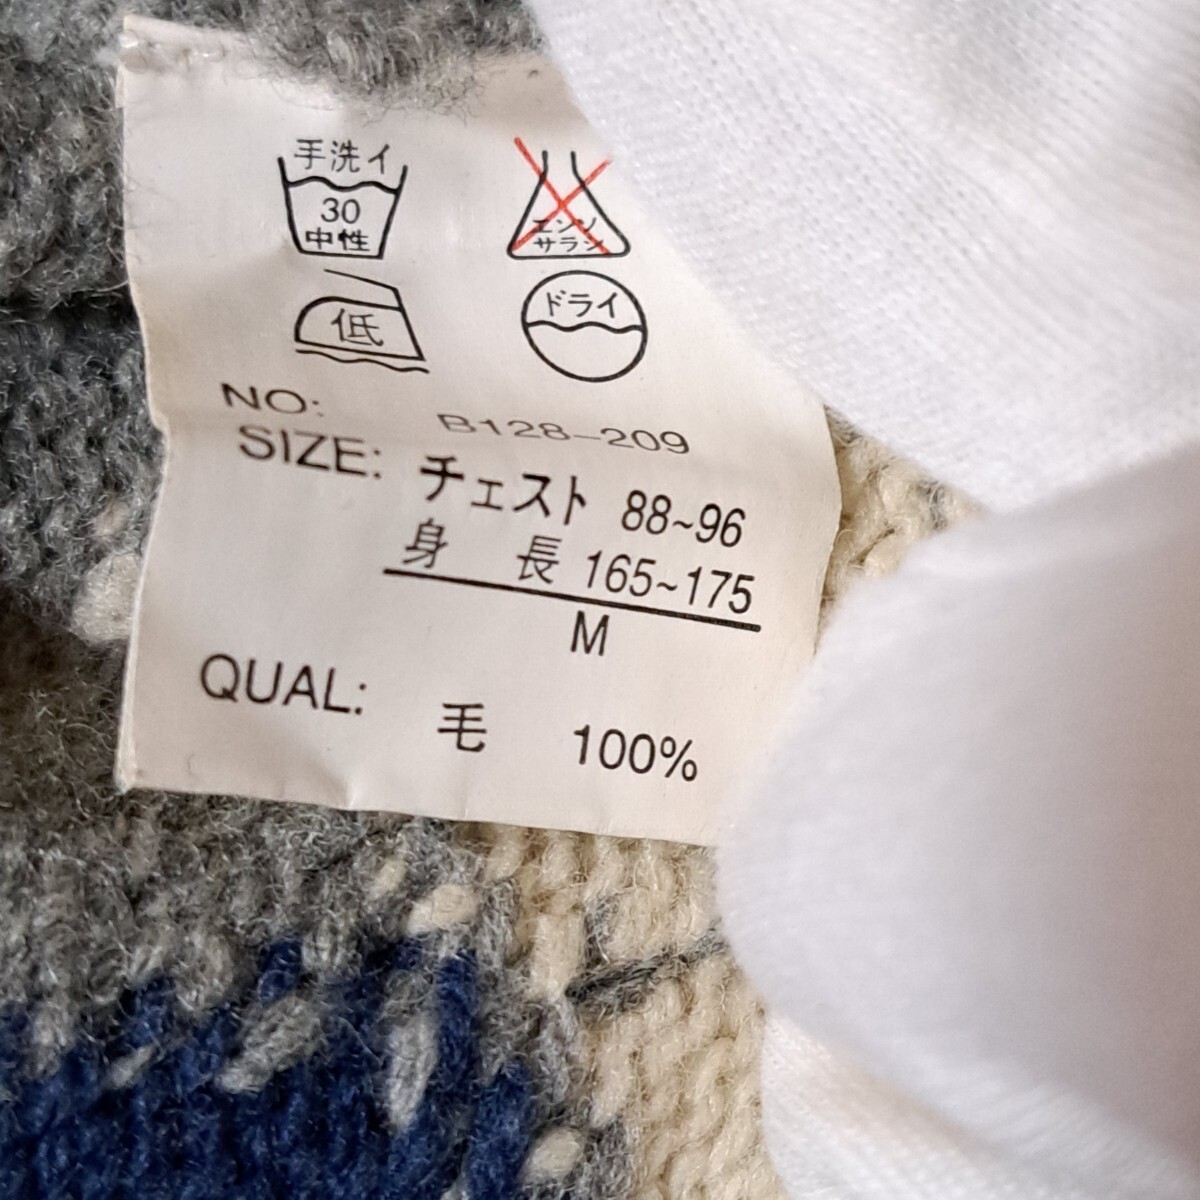 手洗イ
30
中性
エンソ
サラシ
低
ドライ
NO: B128-209
SIZE: チェスト 88~96
身長 165~175
M
QUAL: 毛 100%